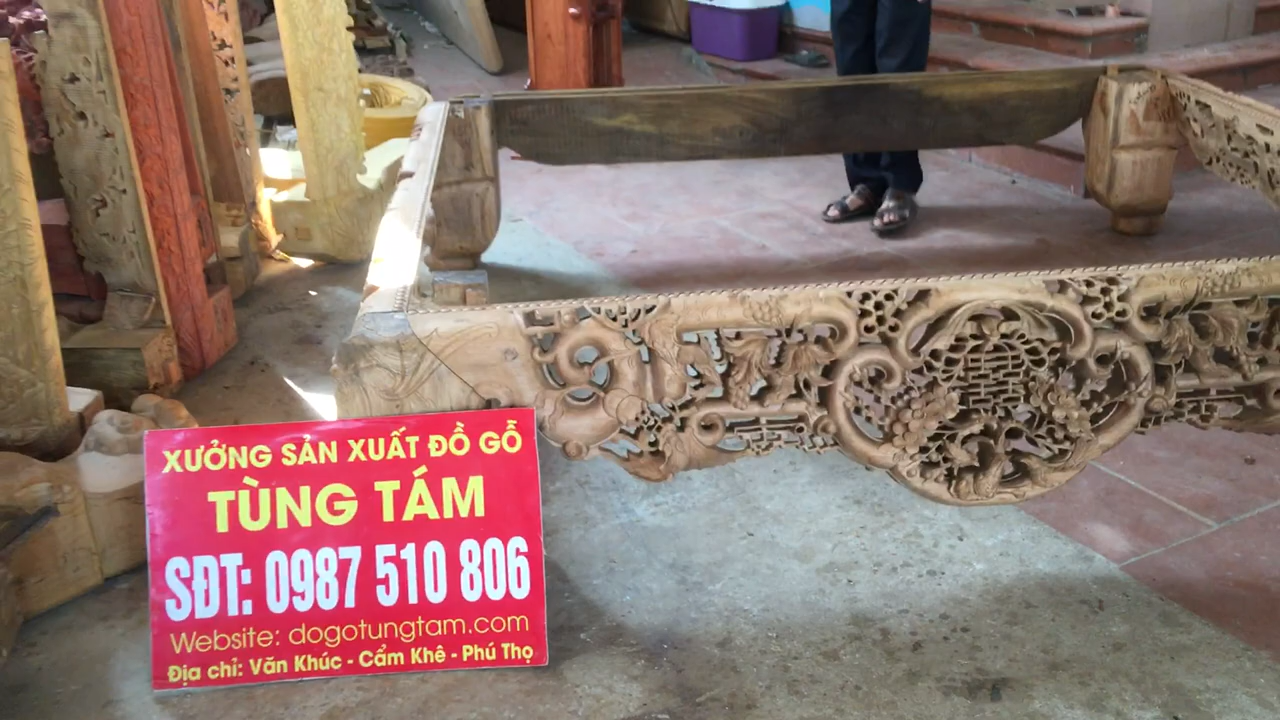 XƯỞNG SẢN XUẤT ĐỒ GỖ
TÙNG TÁM
SĐT: 0987 510 806
Website: dogotungtam.com
Địa chỉ: Văn Khúc - Cẩm Khê - Phú Thọ